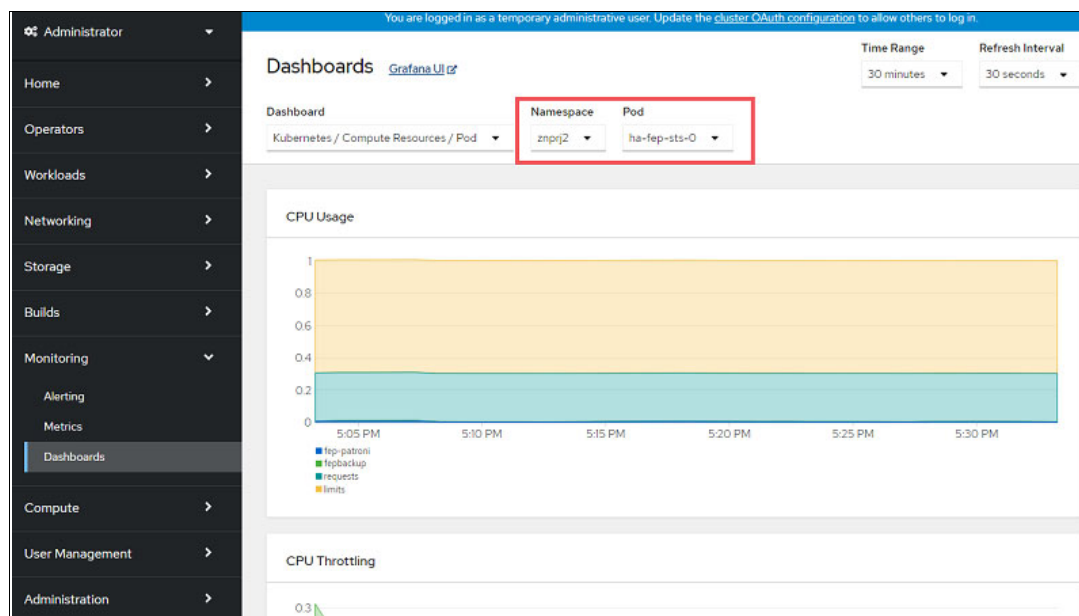 You are logged in as a temporary administrative user. Update the cluster OAuth configuration to allow others to log in.
Administrator
Home
Operators
Workloads
Networking
Storage
Builds
Monitoring
Alerting
Metrics
Dashboards
Compute
User Management
Administration
Dashboards Grafana UI
Time Range Refresh Interval
30 minutes 30 seconds
Dashboard Namespace Pod
Kubernetes / Compute Resources / Pod znprj2 ha-fep-sts-0
CPU Usage
1
0.8
0.6
0.4
0.2
0
5:05 PM 5:10 PM 5:15 PM 5:20 PM 5:25 PM 5:30 PM
fep-patroni
fepbackup
requests
limits
CPU Throttling
0.3